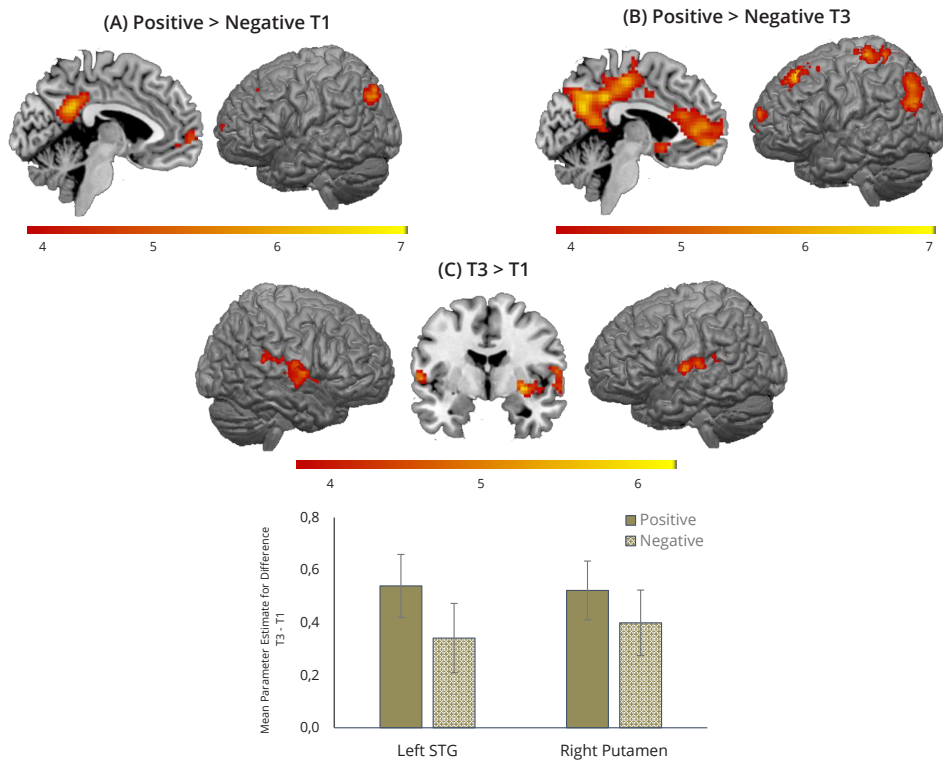 (A) Positive > Negative T1
(B) Positive > Negative T3
4 5 6 7
4 5 6 7
(C) T3 > T1
4 5 6
Mean Parameter Estimate for Difference
T3 - T1
0,8
0,6
0,4
0,2
0,0
Positive
Negative
Left STG
Right Putamen